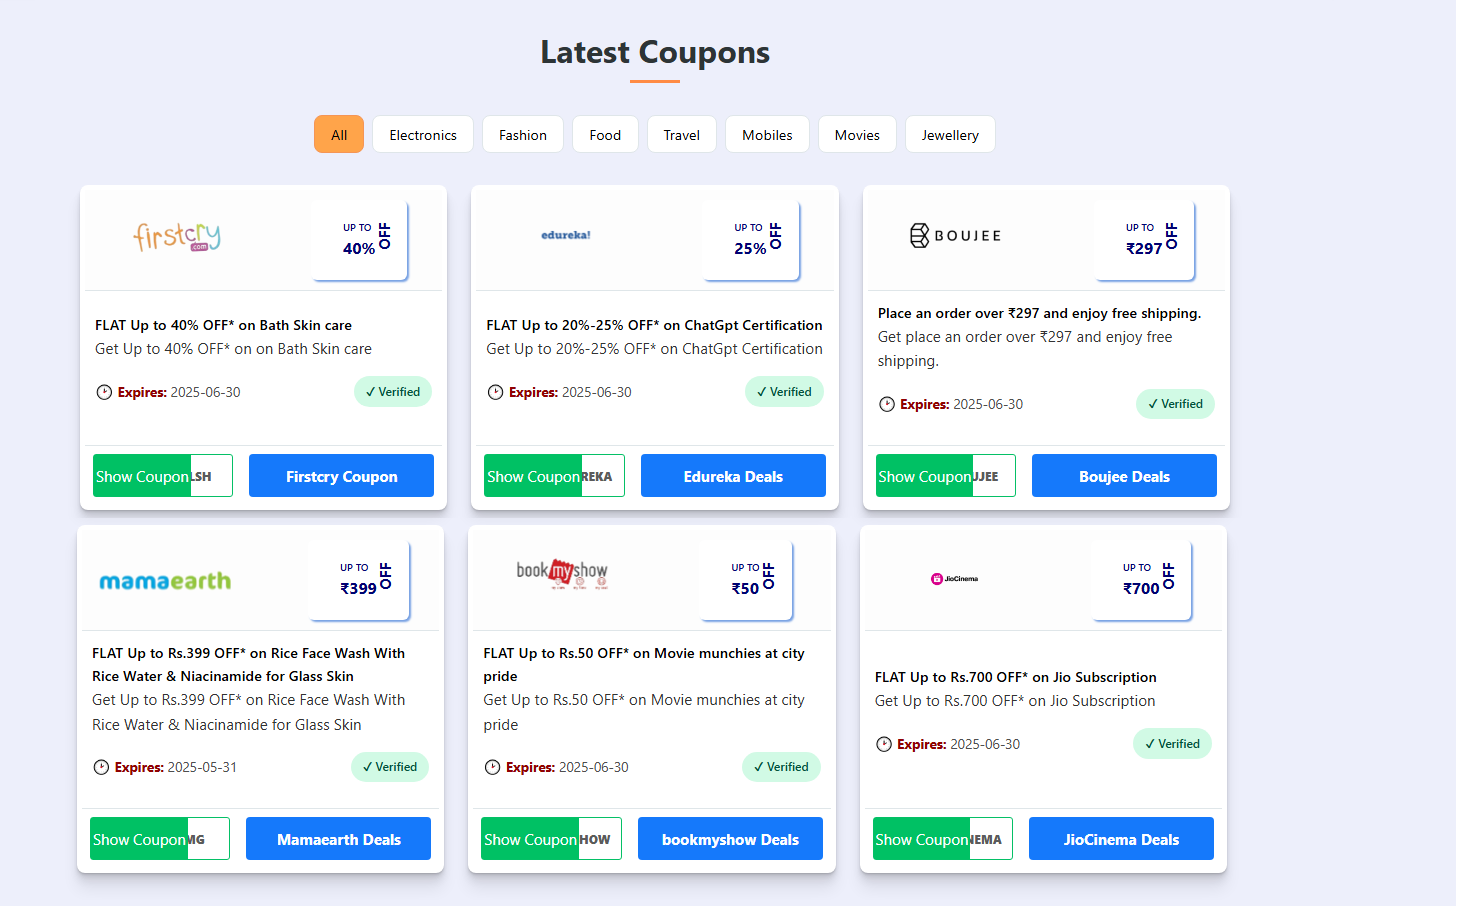 Latest Coupons
All
Electronics
Fashion
Food
Travel
Mobiles
Movies
Jewellery
firstcry
.com
UP TO
40%
OFF
FLAT Up to 40% OFF* on Bath Skin care
Get Up to 40% OFF* on on Bath Skin care
Expires: 2025-06-30
✓ Verified
Show Coupon LSH
Firstcry Coupon
edureka!
UP TO
25%
OFF
FLAT Up to 20%-25% OFF* on ChatGpt Certification
Get Up to 20%-25% OFF* on ChatGpt Certification
Expires: 2025-06-30
✓ Verified
Show Coupon REKA
Edureka Deals
BOUJEE
UP TO
₹297
OFF
Place an order over ₹297 and enjoy free shipping.
Get place an order over ₹297 and enjoy free
shipping.
Expires: 2025-06-30
✓ Verified
Show Coupon UJEE
Boujee Deals
mamaearth
UP TO
₹399
OFF
FLAT Up to Rs.399 OFF* on Rice Face Wash With
Rice Water & Niacinamide for Glass Skin
Get Up to Rs.399 OFF* on Rice Face Wash With
Rice Water & Niacinamide for Glass Skin
Expires: 2025-05-31
✓ Verified
Show Coupon MG
Mamaearth Deals
bookmyshow
UP TO
₹50
OFF
FLAT Up to Rs.50 OFF* on Movie munchies at city
pride
Get Up to Rs.50 OFF* on Movie munchies at city
pride
Expires: 2025-06-30
✓ Verified
Show Coupon HOW
bookmyshow Deals
JioCinema
UP TO
₹700
OFF
FLAT Up to Rs.700 OFF* on Jio Subscription
Get Up to Rs.700 OFF* on Jio Subscription
Expires: 2025-06-30
✓ Verified
Show Coupon NEMA
JioCinema Deals